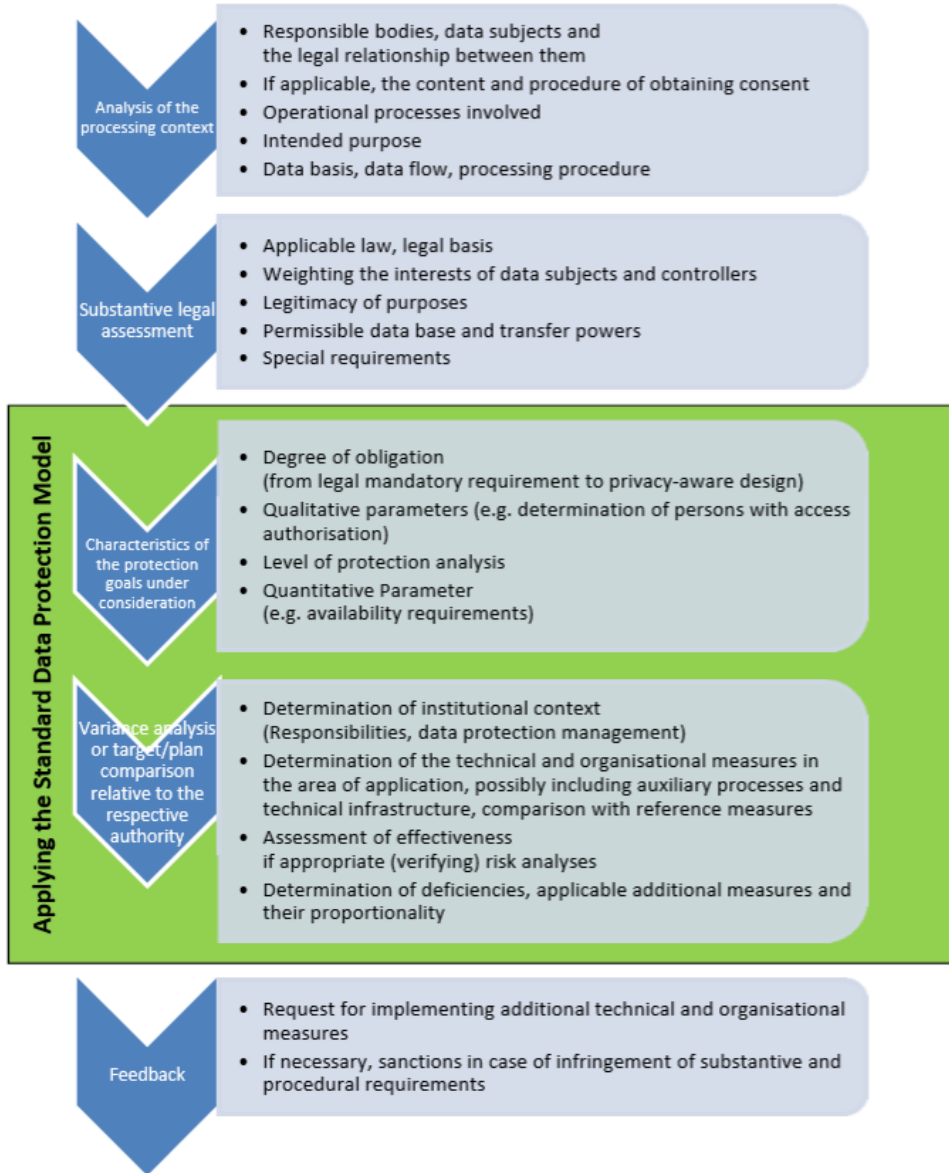 Analysis of the
processing context
• Responsible bodies, data subjects and
the legal relationship between them
• If applicable, the content and procedure of obtaining consent
• Operational processes involved
• Intended purpose
• Data basis, data flow, processing procedure
Substantive legal
assessment
• Applicable law, legal basis
• Weighting the interests of data subjects and controllers
• Legitimacy of purposes
• Permissible data base and transfer powers
• Special requirements
Applying the Standard Data Protection Model
Characteristics of
the protection
goals under
consideration
• Degree of obligation
(from legal mandatory requirement to privacy-aware design)
• Qualitative parameters (e.g. determination of persons with access
authorisation)
• Level of protection analysis
• Quantitative Parameter
(e.g. availability requirements)
Variance analysis
or target/plan
comparison
relative to the
respective
authority
• Determination of institutional context
(Responsibilities, data protection management)
• Determination of the technical and organisational measures in
the area of application, possibly including auxiliary processes and
technical infrastructure, comparison with reference measures
• Assessment of effectiveness
if appropriate (verifying) risk analyses
• Determination of deficiencies, applicable additional measures and
their proportionality
Feedback
• Request for implementing additional technical and organisational
measures
• If necessary, sanctions in case of infringement of substantive and
procedural requirements